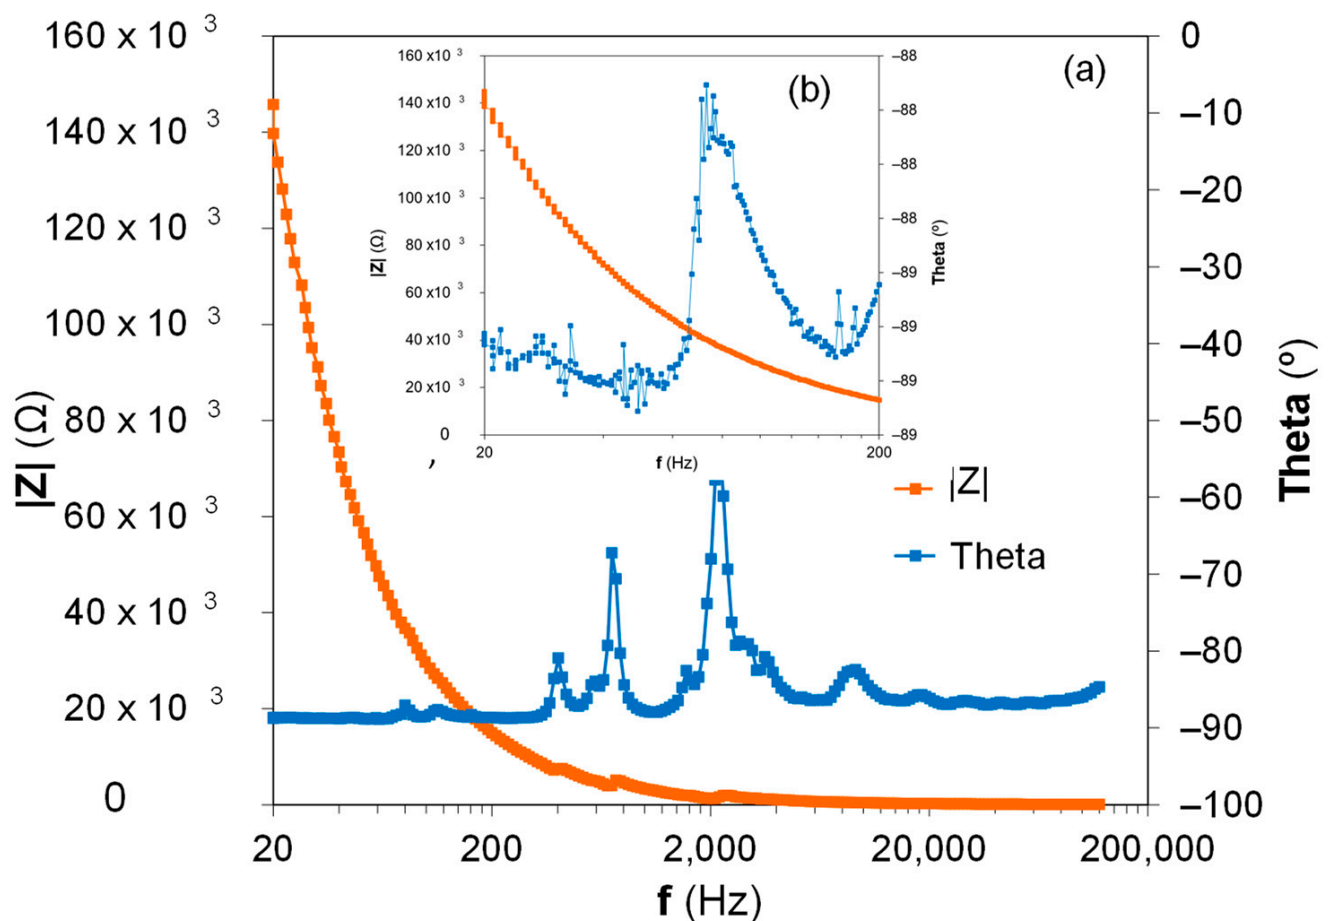 160 x 10 3
140 x 10 3
120 x 10 3
100 x 10 3
80 x 10 3
60 x 10 3
40 x 10 3
20 x 10 3
0
|Z| (Ω)
20
200
2,000
20,000
200,000
f (Hz)
0
–10
–20
–30
–40
–50
–60
–70
–80
–90
–100
Theta (º)
(a)
160 x10 3
140 x10 3
120 x10 3
100 x10 3
80 x10 3
60 x10 3
40 x10 3
20 x10 3
0
|Z| (Ω)
20
200
f (Hz)
–88
–88
–88
–88
–89
–89
–89
–89
Theta (º)
(b)
,
|Z|
Theta